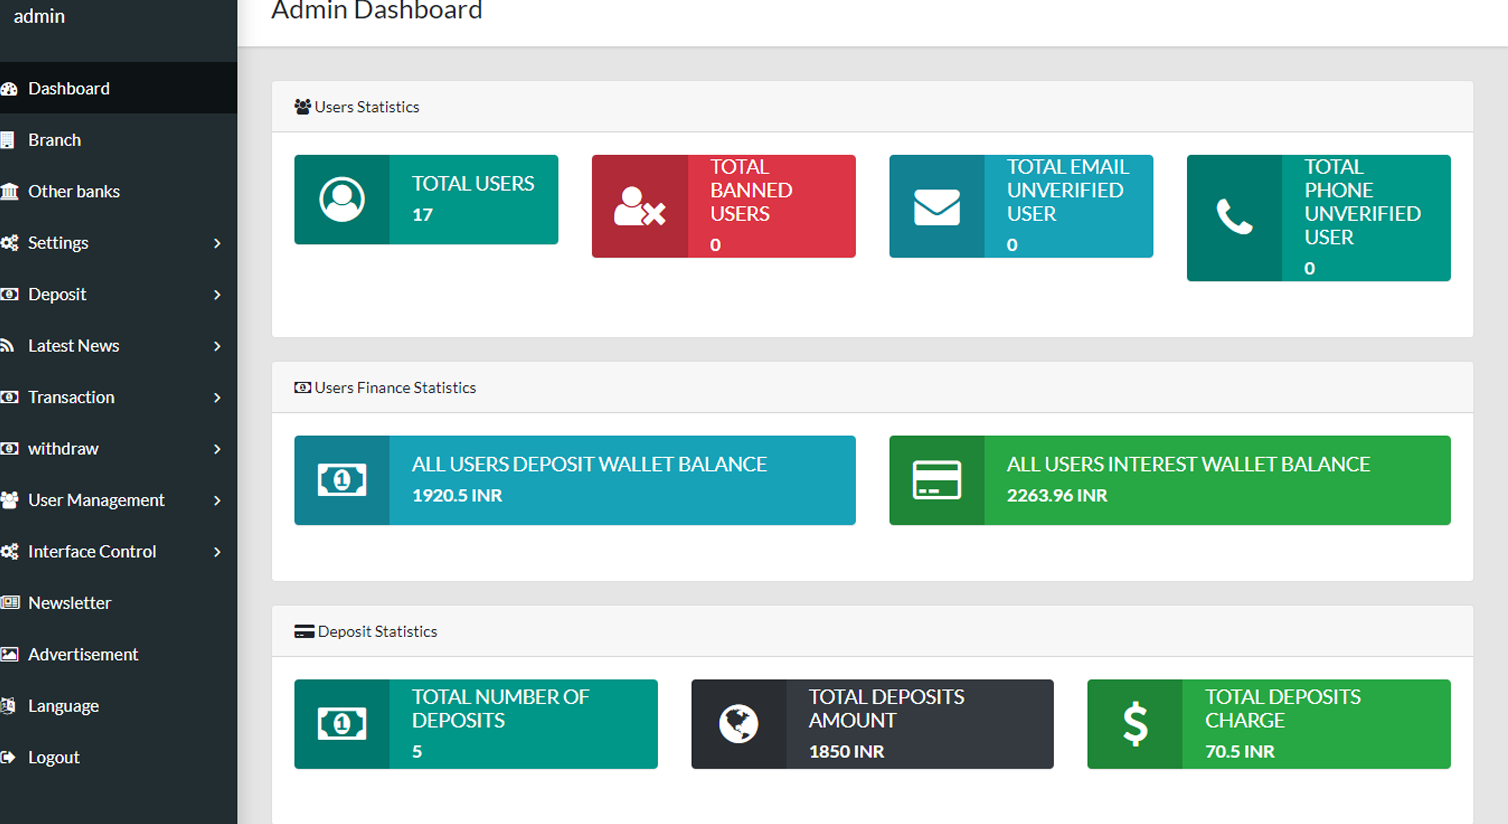 admin
Dashboard
Branch
Other banks
Settings
Deposit
Latest News
Transaction
withdraw
User Management
Interface Control
Newsletter
Advertisement
Language
Logout
Admin Dashboard
Users Statistics
TOTAL USERS
17
TOTAL
BANNED
USERS
0
TOTAL EMAIL
UNVERIFIED
USER
0
TOTAL
PHONE
UNVERIFIED
USER
0
Users Finance Statistics
ALL USERS DEPOSIT WALLET BALANCE
1920.5 INR
ALL USERS INTEREST WALLET BALANCE
2263.96 INR
Deposit Statistics
TOTAL NUMBER OF
DEPOSITS
5
TOTAL DEPOSITS
AMOUNT
1850 INR
TOTAL DEPOSITS
CHARGE
70.5 INR